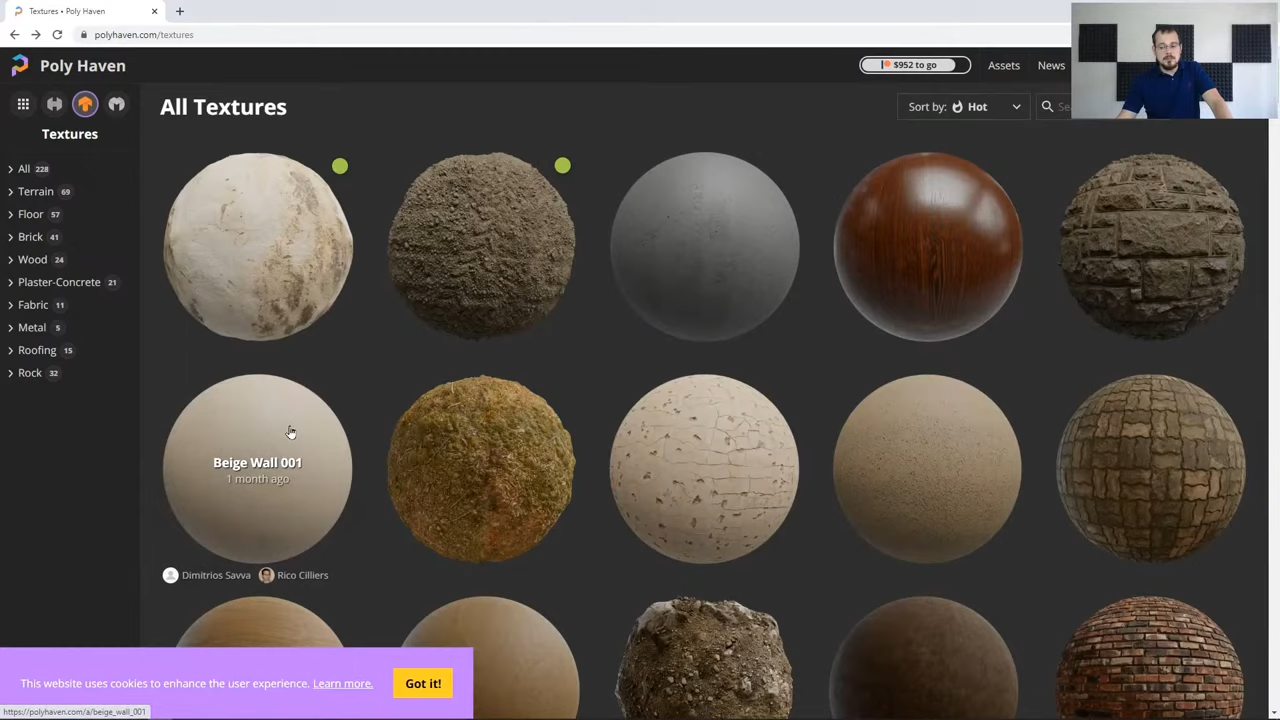 Textures • Poly Haven
polyhaven.com/textures
Poly Haven
$952 to go
Assets
News
Textures
All Textures
Sort by: Hot
All 228
Terrain 69
Floor 57
Brick 41
Wood 24
Plaster-Concrete 21
Fabric 11
Metal 5
Roofing 15
Rock 32
Beige Wall 001
1 month ago
Dimitrios Savva Rico Cilliers
This website uses cookies to enhance the user experience. Learn more.
Got it!
https://polyhaven.com/a/beige_wall_001